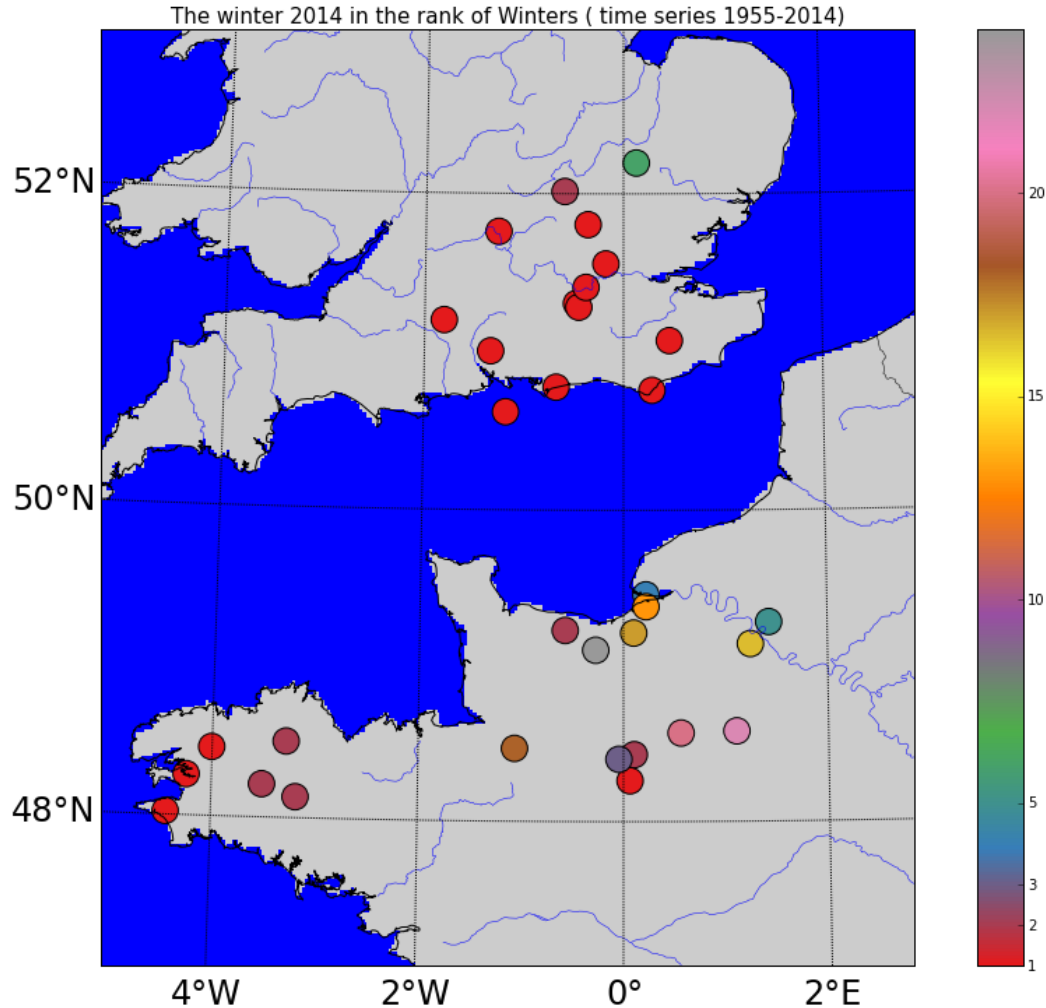 The winter 2014 in the rank of Winters ( time series 1955-2014)
52°N
50°N
48°N
4°W
2°W
0°
2°E
20
15
10
5
3
2
1